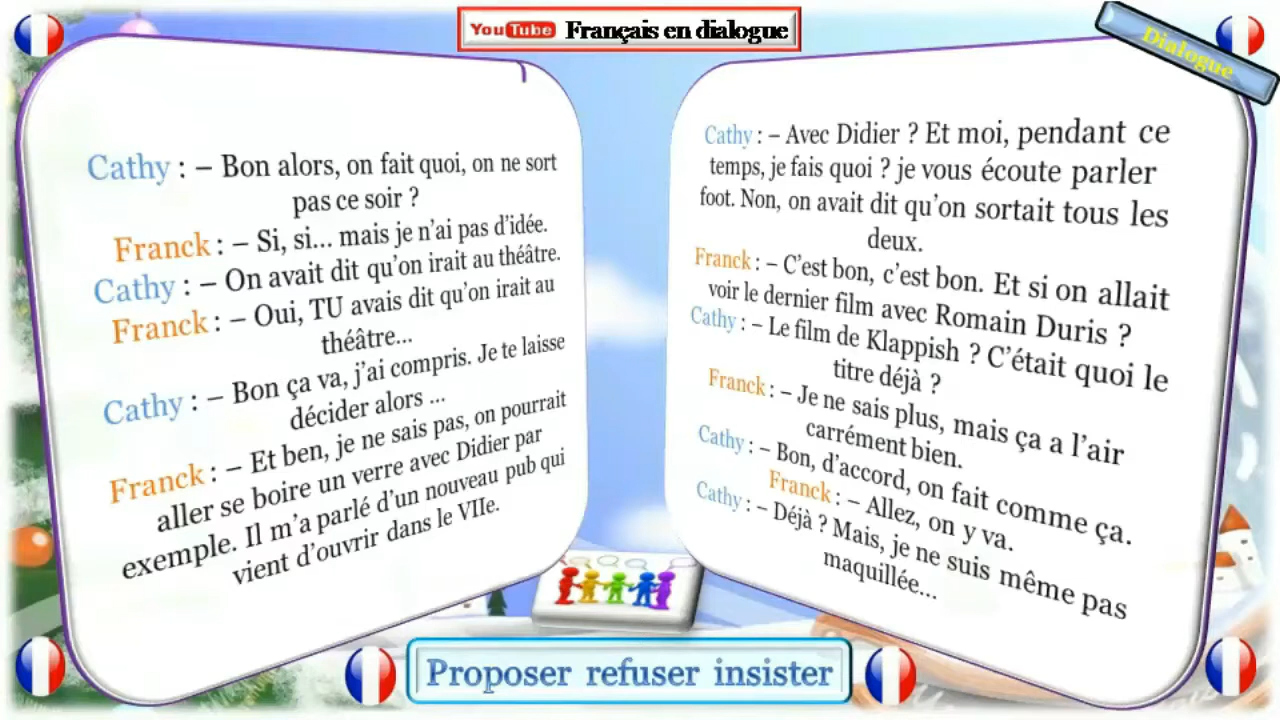 YouTube Français en dialogue
Dialogue
Cathy : – Bon alors, on fait quoi, on ne sort
pas ce soir ?
Franck : – Si, si... mais je n'ai pas d'idée.
Cathy : – On avait dit qu'on irait au théâtre.
Franck : – Oui, TU avais dit qu'on irait au
théâtre...
Cathy : – Bon ça va, j'ai compris. Je te laisse
décider alors ...
Franck : – Et ben, je ne sais pas, on pourrait
aller se boire un verre avec Didier par
exemple. Il m'a parlé d'un nouveau pub qui
vient d'ouvrir dans le VIIe.
Cathy : – Avec Didier ? Et moi, pendant ce
temps, je fais quoi ? je vous écoute parler
foot. Non, on avait dit qu'on sortait tous les
deux.
Franck : – C'est bon, c'est bon. Et si on allait
voir le dernier film avec Romain Duris ?
Cathy : – Le film de Klappish ? C'était quoi le
titre déjà ?
Franck : – Je ne sais plus, mais ça a l'air
carrément bien.
Cathy : – Bon, d'accord, on fait comme ça.
Franck : – Allez, on y va.
Cathy : – Déjà ? Mais, je ne suis même pas
maquillée...
Proposer refuser insister